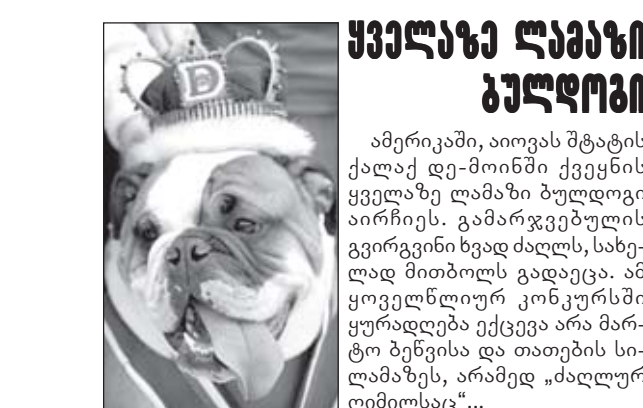 ყველაზე ლამაზი
ბულდოგი
D
ამერიკაში, აიოვას შტატის
ქალაქ დე-მოინში ქვეყნის
ყველაზე ლამაზი ბულდოგი
აირჩიეს. გამარჯვებულის
გვირგვინი ხვად ძაღლს, სახე-
ლად მითბოლს გადაეცა. ამ
ყოველწლიურ კონკურსში
ყურადღება ექცევა არა მარ-
ტო ბეწვისა და თათების სი-
ლამაზეს, არამედ „ძაღლურ
ღიმილსაც“...